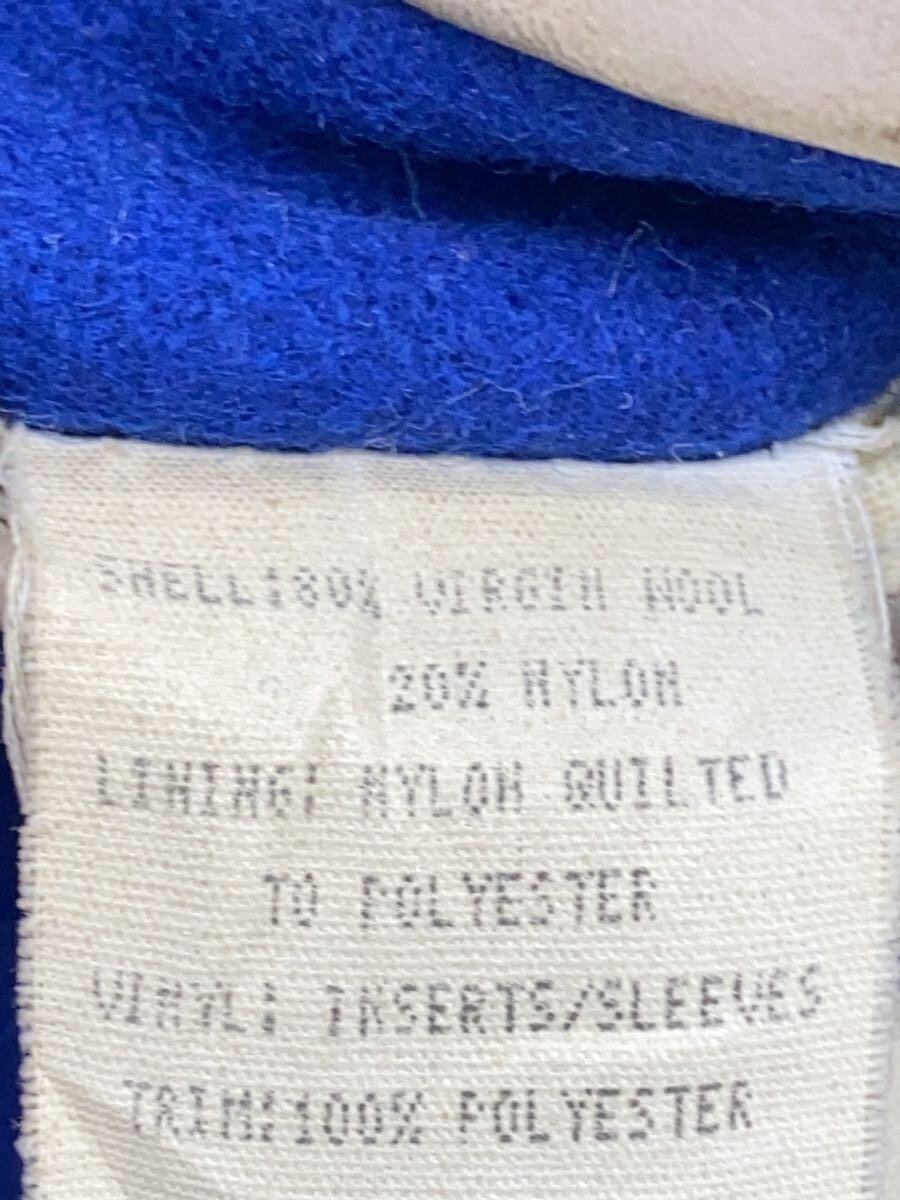 SHELL:80% VIRGIN WOOL
20% NYLON
LINING: NYLON QUILTED
TO POLYESTER
VINYL: INSERTS/SLEEVES
TRIM:100% POLYESTER